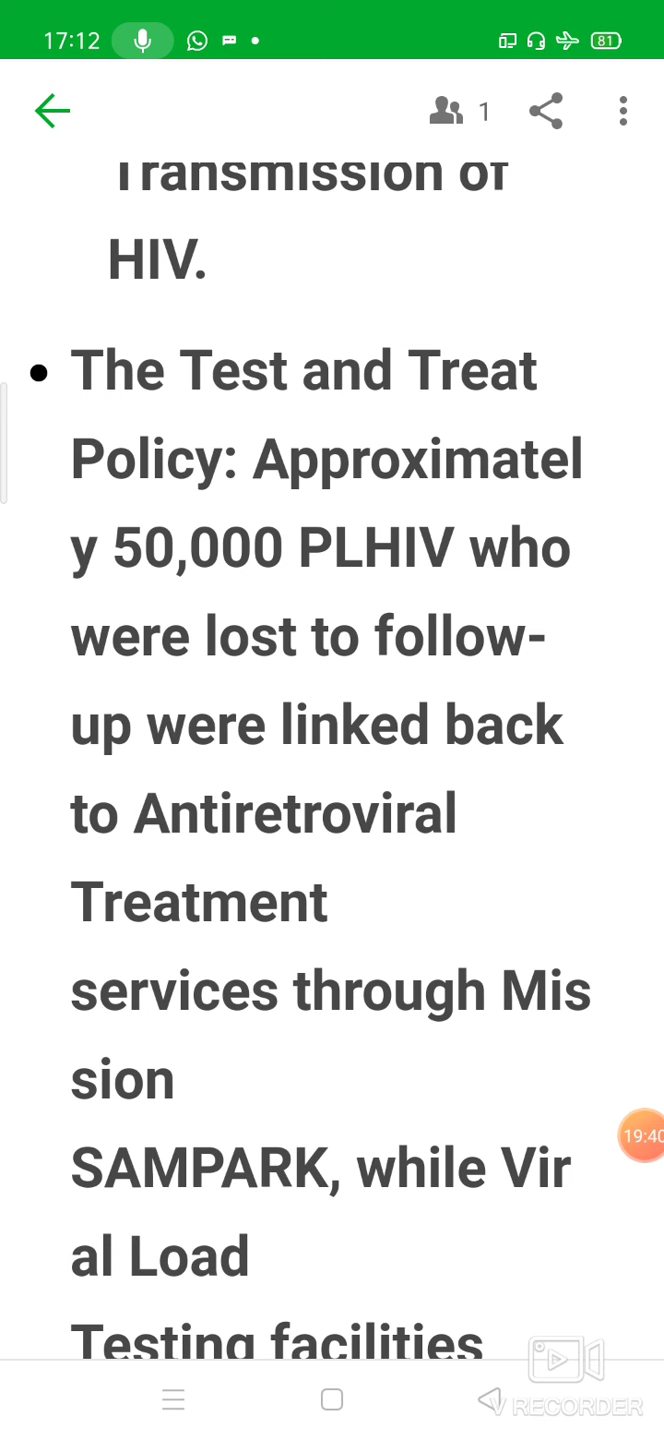 17:12
81
1
Transmission of
HIV.
• The Test and Treat
Policy: Approximatel
y 50,000 PLHIV who
were lost to follow-
up were linked back
to Antiretroviral
Treatment
services through Mis
sion
SAMPARK, while Vir
al Load
Testing facilities
19:40
V RECORDER